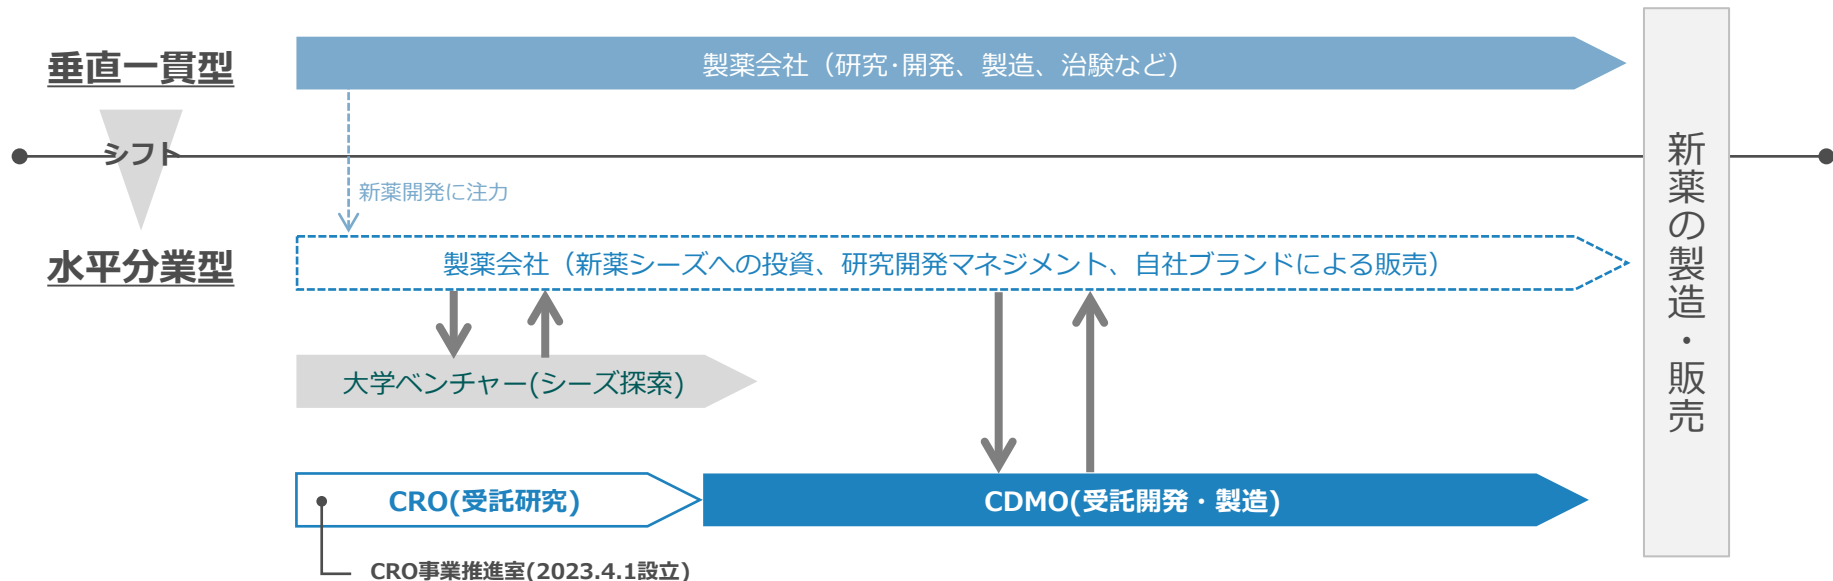 垂直一貫型
製薬会社（研究･開発、製造、治験など）
シフト
新薬開発に注力
水平分業型
製薬会社（新薬シーズへの投資、研究開発マネジメント、自社ブランドによる販売）
大学ベンチャー(シーズ探索)
CRO(受託研究)
CDMO(受託開発・製造)
CRO事業推進室(2023.4.1設立)
新薬の製造・販売